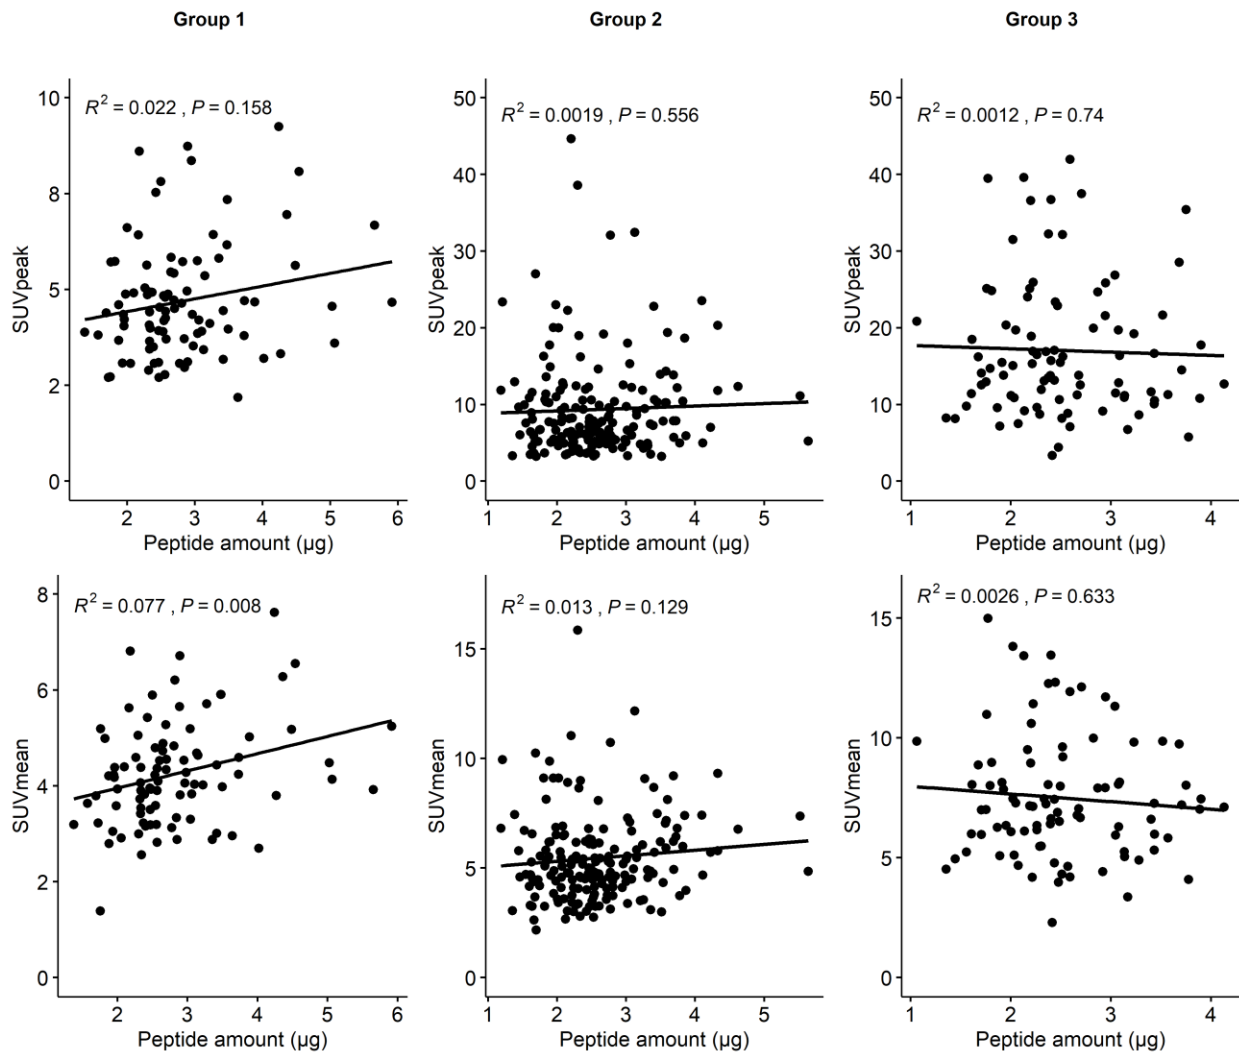 Group 1 Group 2 Group 3
R² = 0.022 , P = 0.158
10
8
5
2
0
SUVpeak
2 3 4 5 6
Peptide amount (µg)
R² = 0.0019 , P = 0.556
50
40
30
20
10
0
SUVpeak
1 2 3 4 5
Peptide amount (µg)
R² = 0.0012 , P = 0.74
50
40
30
20
10
0
SUVpeak
1 2 3 4
Peptide amount (µg)
R² = 0.077 , P = 0.008
8
6
4
2
0
SUVmean
2 3 4 5 6
Peptide amount (µg)
R² = 0.013 , P = 0.129
15
10
5
0
SUVmean
1 2 3 4 5
Peptide amount (µg)
R² = 0.0026 , P = 0.633
15
10
5
0
SUVmean
1 2 3 4
Peptide amount (µg)